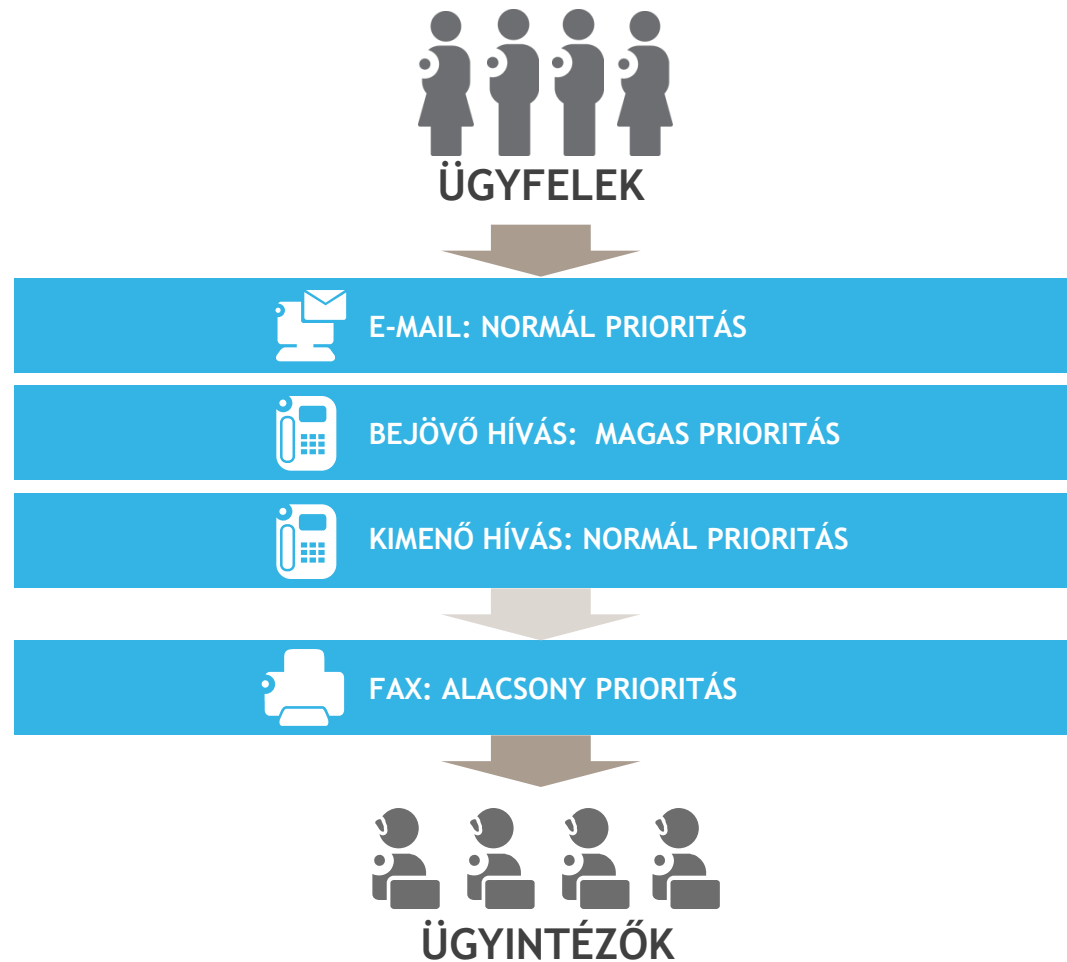 ÜGYFELEK
E-MAIL: NORMÁL PRIORITÁS
BEJÖVŐ HÍVÁS: MAGAS PRIORITÁS
KIMENŐ HÍVÁS: NORMÁL PRIORITÁS
FAX: ALACSONY PRIORITÁS
ÜGYINTÉZŐK